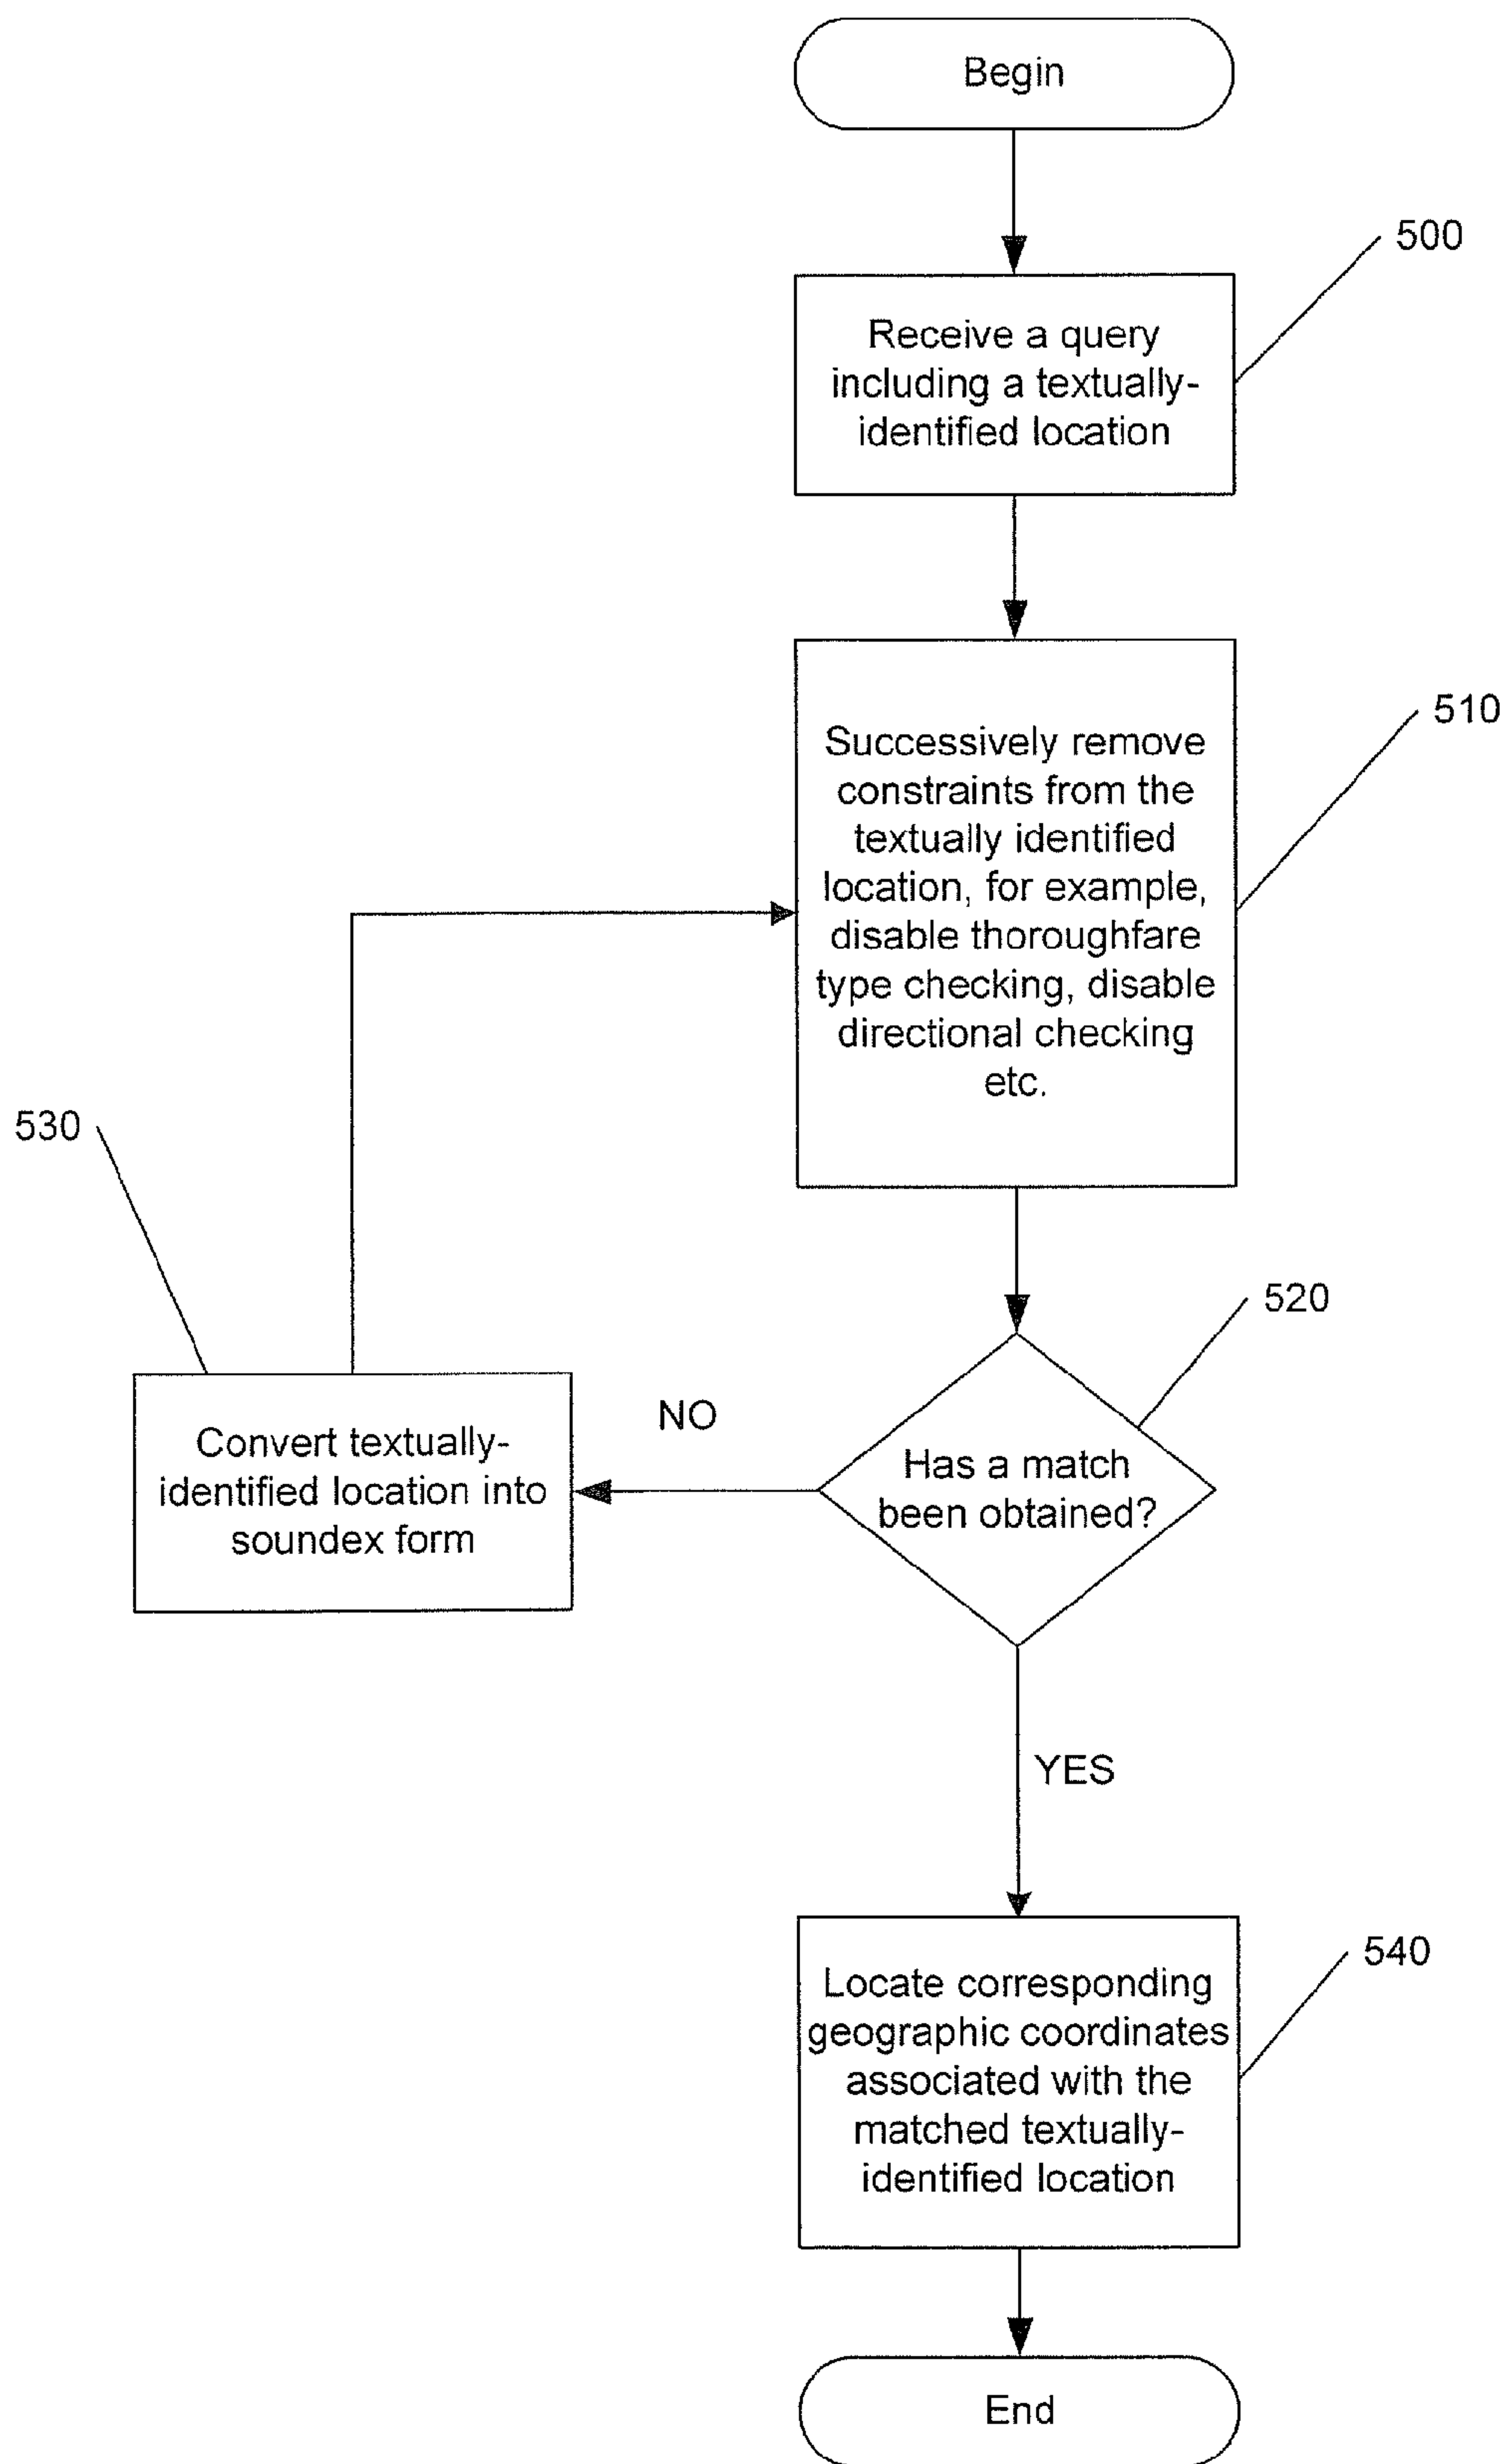 Begin
500
Receive a query
including a textually-
identified location
510
Successively remove
constraints from the
textually identified
location, for example,
disable thoroughfare
type checking, disable
directional checking
etc.
530
520
NO
Convert textually-
identified location into
soundex form
Has a match
been obtained?
YES
540
Locate corresponding
geographic coordinates
associated with the
matched textually-
identified location
End